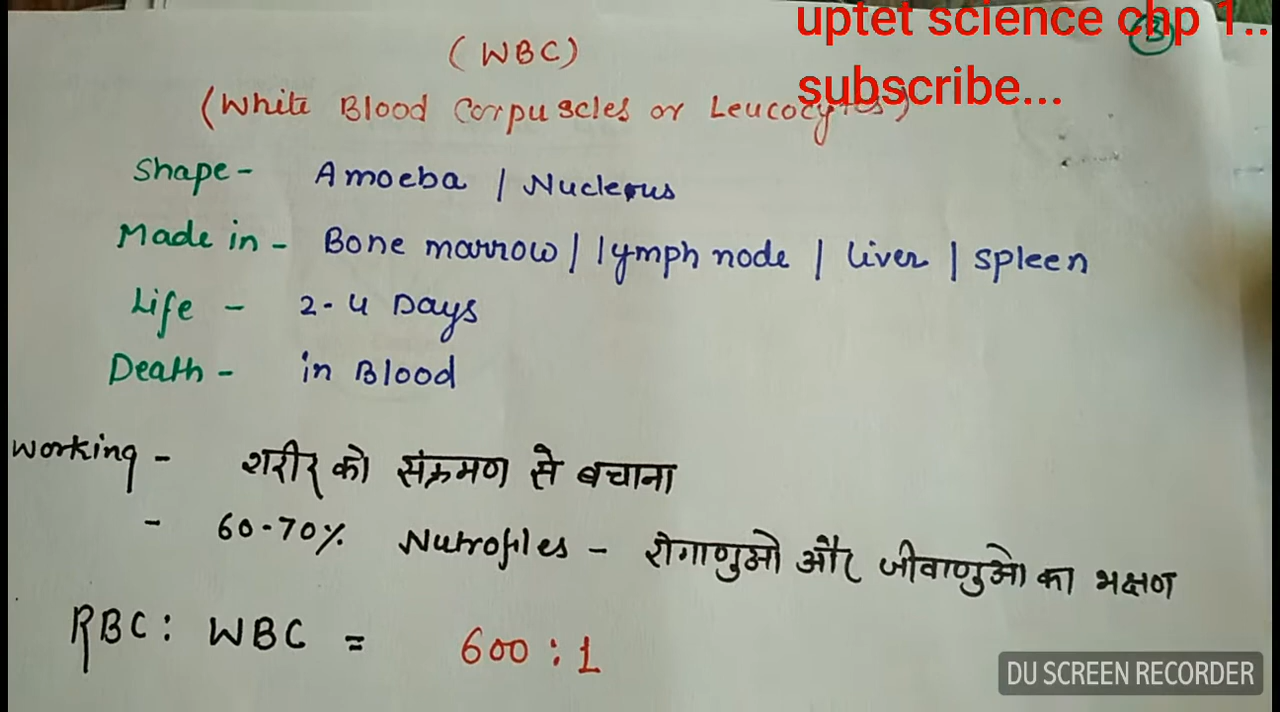 uptet science chp 1..
subscribe...
3
(WBC)
(White Blood Corpuscles or Leucocytes)
Shape - Amoeba / Nucleus
Made in - Bone marrow / lymph node / liver / spleen
Life - 2-4 Days
Death - in Blood
Working - शरीर को संक्रमण से बचाना
- 60-70% Nutrofiles - रोगाणुओ और जीवाणुओ का भक्षण
RBC : WBC = 600 : 1
DU SCREEN RECORDER